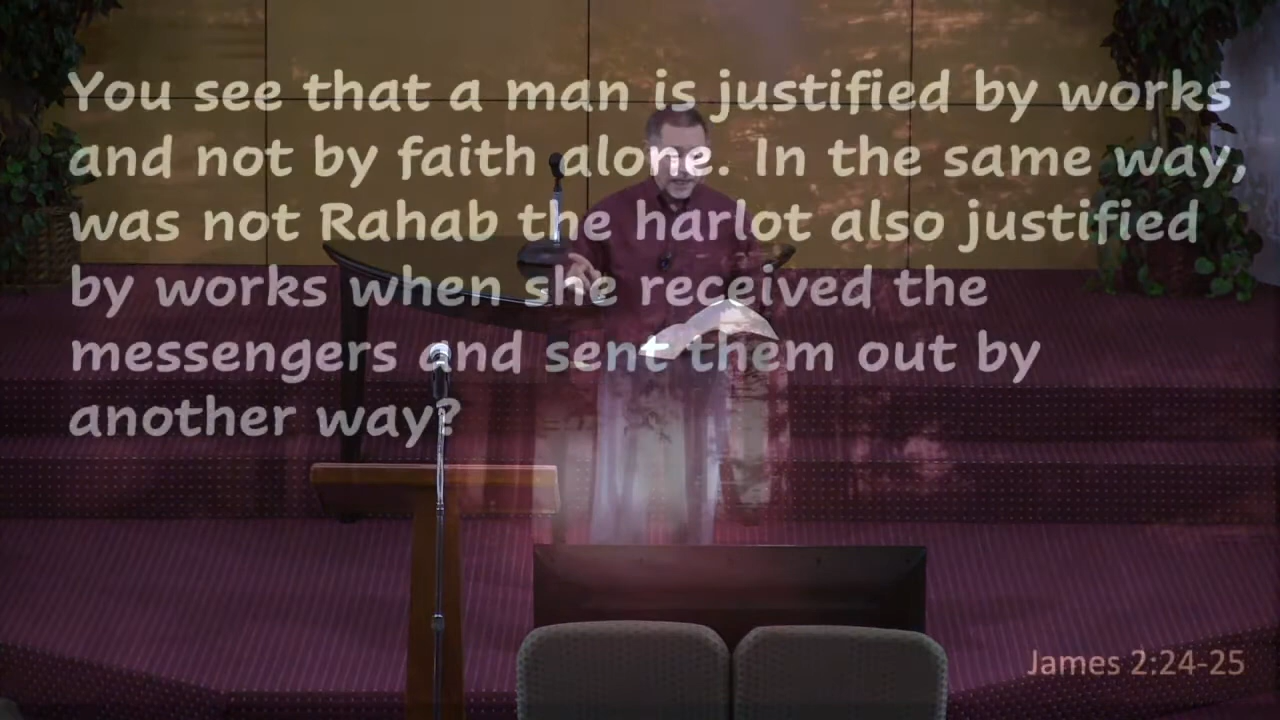 You see that a man is justified by works
and not by faith alone. In the same way,
was not Rahab the harlot also justified
by works when she received the
messengers and sent them out by
another way?
James 2:24-25